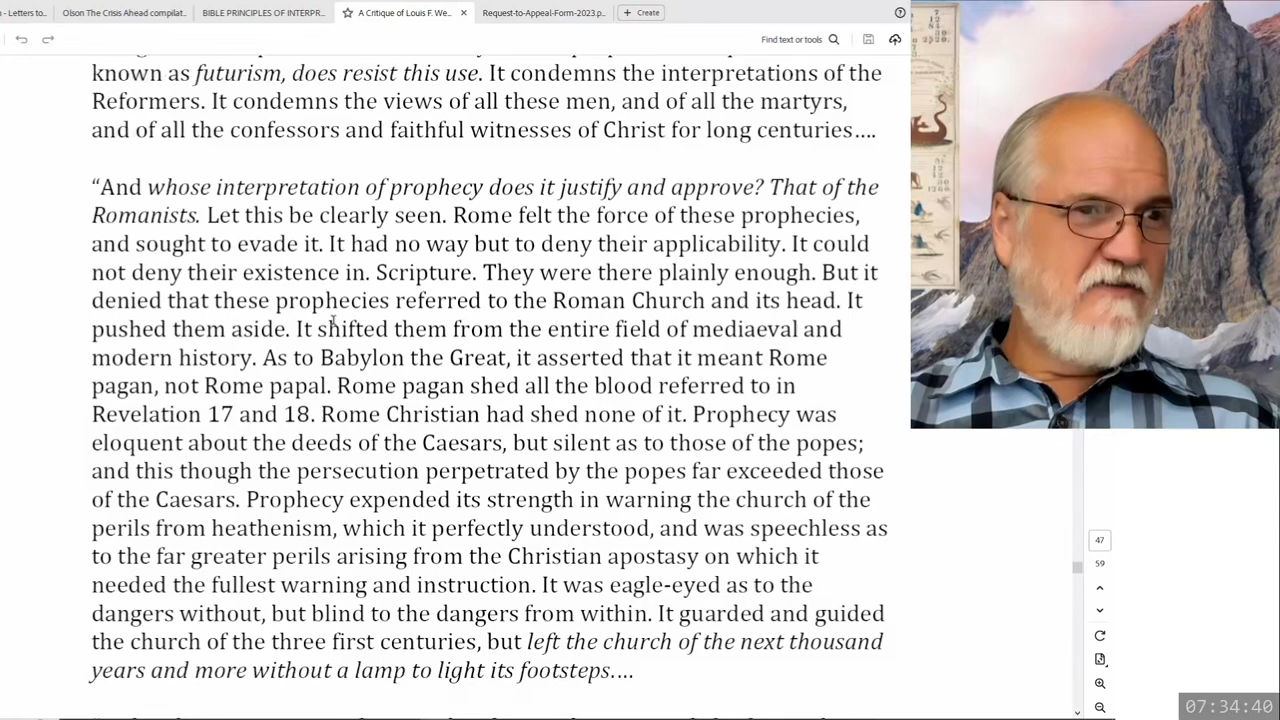 - Letters to...
Olson The Crisis Ahead compilat...
BIBLE PRINCIPLES OF INTERPR...
A Critique of Louis F. We...
Request-to-Appeal-Form-2023.p...
+ Create
Find text or tools
known as futurism, does resist this use. It condemns the interpretations of the
Reformers. It condemns the views of all these men, and of all the martyrs,
and of all the confessors and faithful witnesses of Christ for long centuries....
“And whose interpretation of prophecy does it justify and approve? That of the
Romanists. Let this be clearly seen. Rome felt the force of these prophecies,
and sought to evade it. It had no way but to deny their applicability. It could
not deny their existence in. Scripture. They were there plainly enough. But it
denied that these prophecies referred to the Roman Church and its head. It
pushed them aside. It shifted them from the entire field of mediaeval and
modern history. As to Babylon the Great, it asserted that it meant Rome
pagan, not Rome papal. Rome pagan shed all the blood referred to in
Revelation 17 and 18. Rome Christian had shed none of it. Prophecy was
eloquent about the deeds of the Caesars, but silent as to those of the popes;
and this though the persecution perpetrated by the popes far exceeded those
of the Caesars. Prophecy expended its strength in warning the church of the
perils from heathenism, which it perfectly understood, and was speechless as
to the far greater perils arising from the Christian apostasy on which it
needed the fullest warning and instruction. It was eagle-eyed as to the
dangers without, but blind to the dangers from within. It guarded and guided
the church of the three first centuries, but left the church of the next thousand
years and more without a lamp to light its footsteps....
47
59
07:34:40